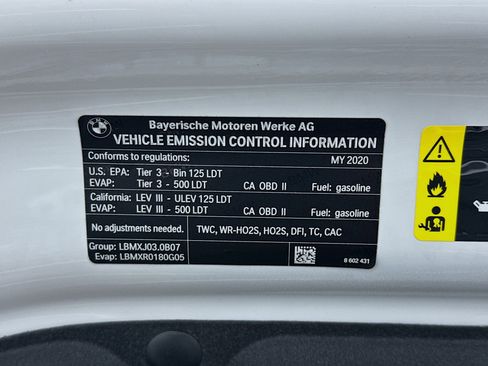 BMW
Bayerische Motoren Werke AG
VEHICLE EMISSION CONTROL INFORMATION
Conforms to regulations: MY 2020
U.S. EPA: Tier 3 - Bin 125 LDT
EVAP: Tier 3 - 500 LDT CA OBD II Fuel: gasoline
California: LEV III - ULEV 125 LDT
EVAP: LEV III - 500 LDT CA OBD II Fuel: gasoline
No adjustments needed. TWC, WR-HO2S, HO2S, DFI, TC, CAC
Group: LBMXJ03.0B07
Evap: LBMXR0180G05 8 602 431